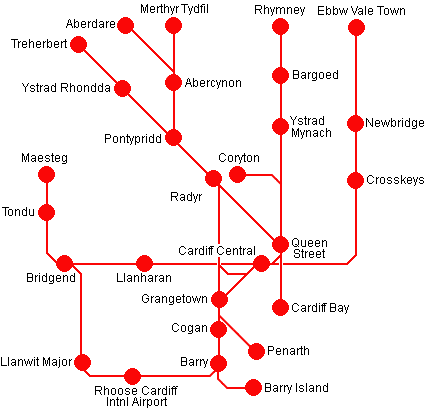 Merthyr Tydfil
Rhymney
Ebbw Vale Town
Aberdare
Treherbert
Bargoed
Abercynon
Ystrad Rhondda
Ystrad
Mynach
Newbridge
Pontypridd
Maesteg
Coryton
Crosskeys
Radyr
Tondu
Queen
Street
Cardiff Central
Bridgend
Llanharan
Grangetown
Cardiff Bay
Cogan
Penarth
Llanwit Major
Barry
Rhoose Cardiff
Intnl Airport
Barry Island